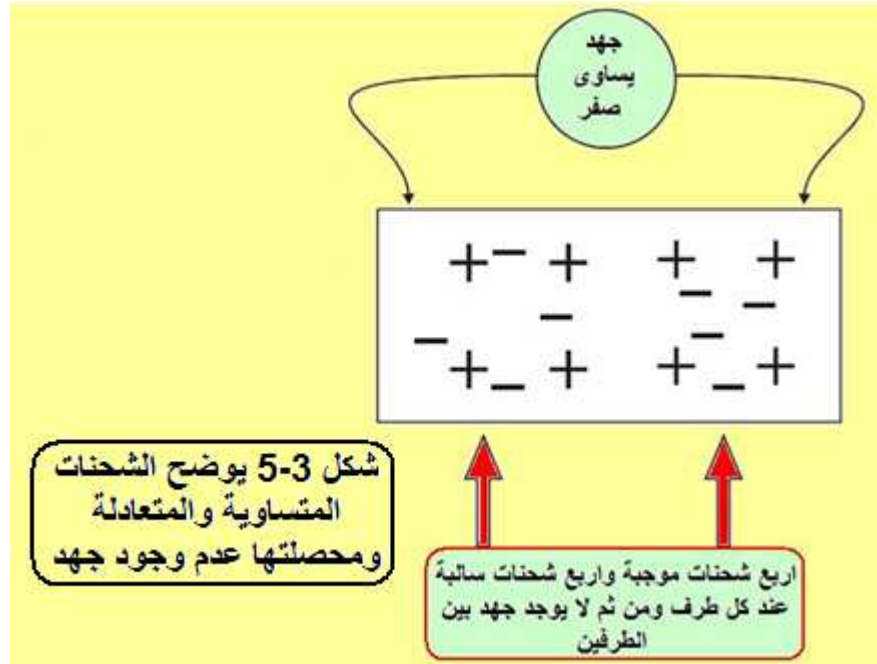 جهد
يساوى
صفر
شكل 3-5 يوضح الشحنات
المتساوية والمتعادلة
ومحصلتها عدم وجود جهد
اربع شحنات موجبة واربع شحنات سالبة
عند كل طرف ومن ثم لا يوجد جهد بين
الطرفين